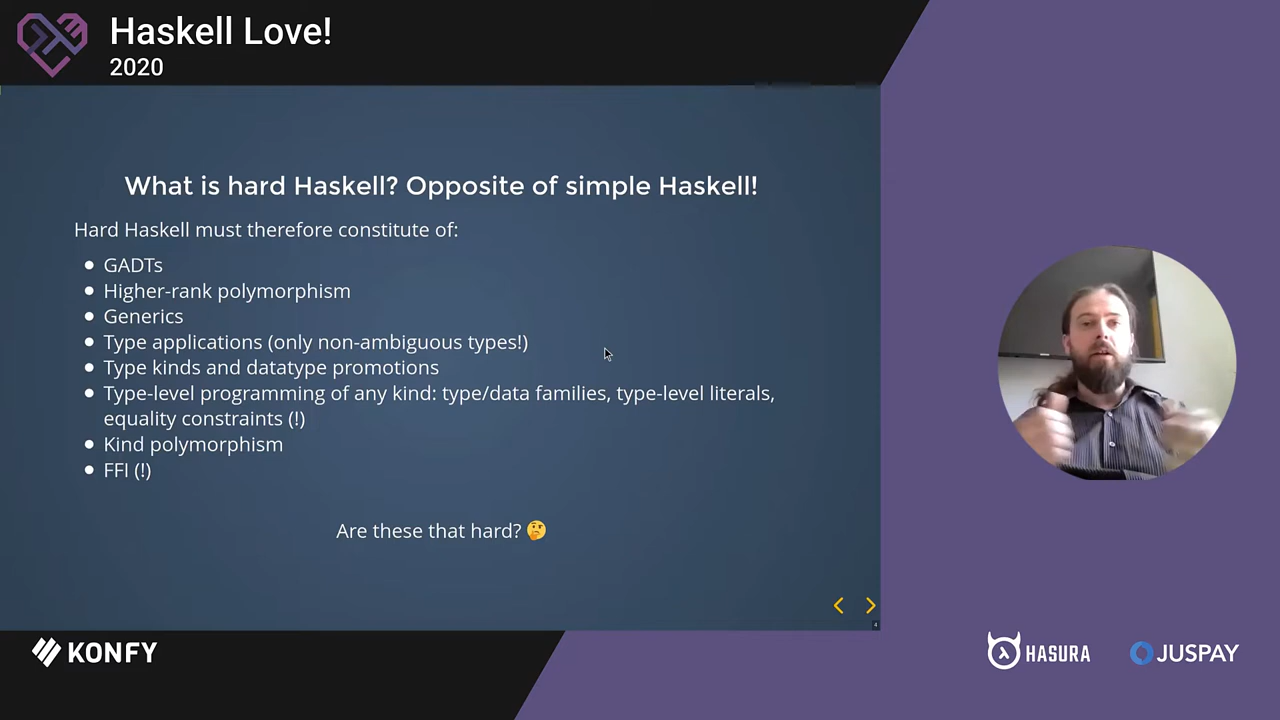 Haskell Love!
2020
What is hard Haskell? Opposite of simple Haskell!
Hard Haskell must therefore constitute of:
• GADTs
• Higher-rank polymorphism
• Generics
• Type applications (only non-ambiguous types!)
• Type kinds and datatype promotions
• Type-level programming of any kind: type/data families, type-level literals,
equality constraints (!)
• Kind polymorphism
• FFI (!)
Are these that hard? 🤔
4
KONFY
HASURA
JUSPAY